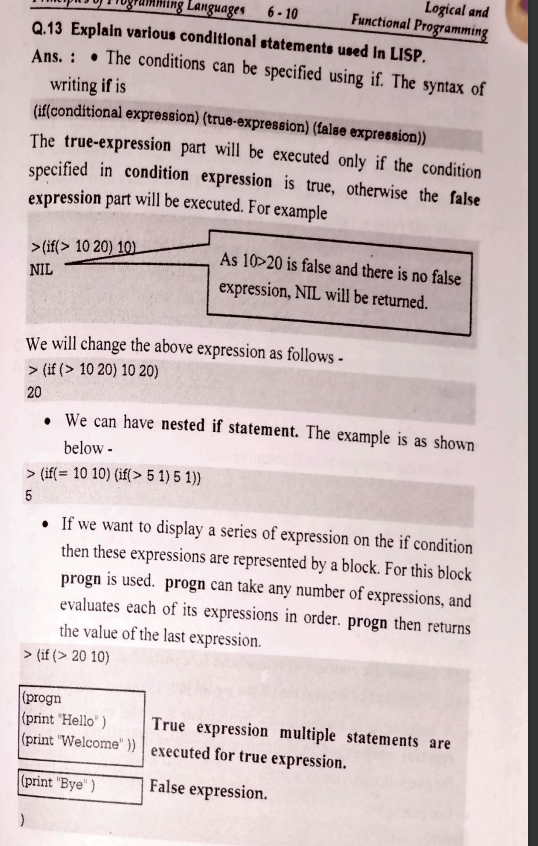 Principles of Programming Languages 6 - 10 Logical and
Functional Programming
Q.13 Explain various conditional statements used in LISP.
Ans. : • The conditions can be specified using if. The syntax of
writing if is
(if(conditional expression) (true-expression) (false expression))
The true-expression part will be executed only if the condition
specified in condition expression is true, otherwise the false
expression part will be executed. For example
>(if(> 10 20) 10)
NIL
As 10>20 is false and there is no false
expression, NIL will be returned.
We will change the above expression as follows -
> (if (> 10 20) 10 20)
20
• We can have nested if statement. The example is as shown
below -
> (if(= 10 10) (if(> 5 1) 5 1))
5
• If we want to display a series of expression on the if condition
then these expressions are represented by a block. For this block
progn is used. progn can take any number of expressions, and
evaluates each of its expressions in order. progn then returns
the value of the last expression.
> (if (> 20 10)
(progn
(print "Hello" )
(print "Welcome" ))
True expression multiple statements are
executed for true expression.
(print "Bye" )
False expression.
)